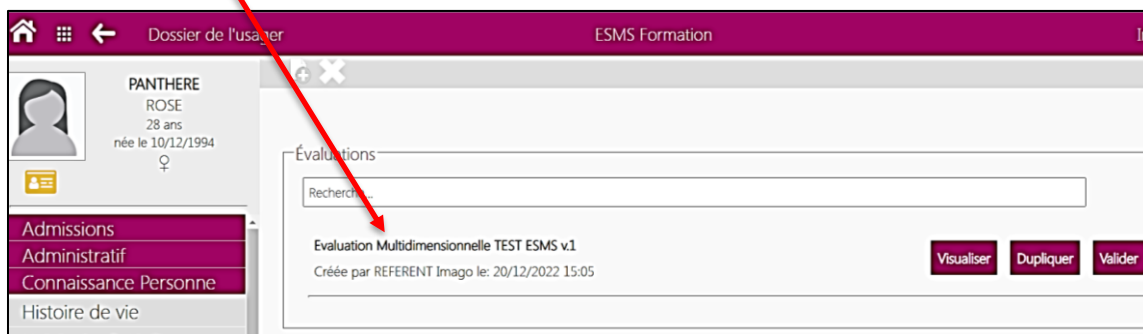 Dossier de l'usager
ESMS Formation
PANTHERE
ROSE
28 ans
née le 10/12/1994
Évaluations
Recherche...
Admissions
Administratif
Connaissance Personne
Histoire de vie
Evaluation Multidimensionnelle TEST ESMS v.1
Créée par REFERENT Imago le: 20/12/2022 15:05
Visualiser
Dupliquer
Valider